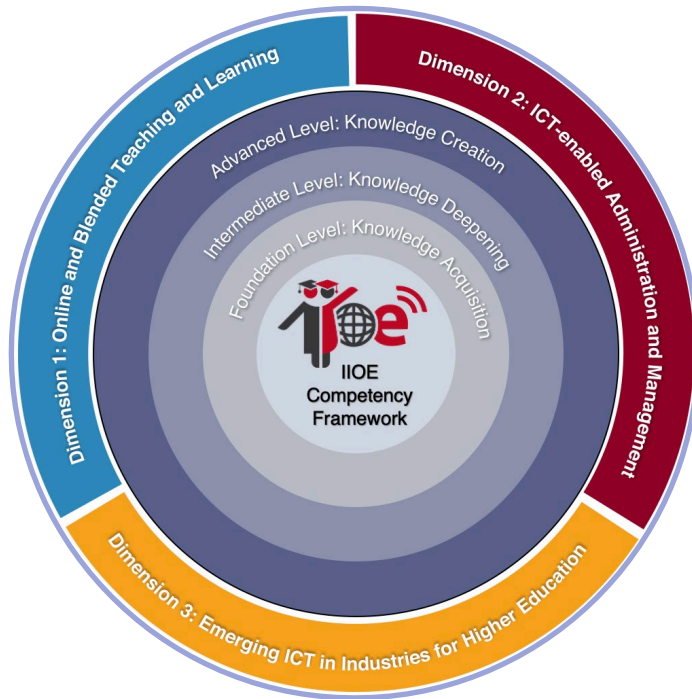 Dimension 1: Online and Blended Teaching and Learning
Dimension 2: ICT-enabled Administration and Management
Advanced Level: Knowledge Creation
Intermediate Level: Knowledge Deepening
Foundation Level: Knowledge Acquisition
IIOE
Competency
Framework
Dimension 3: Emerging ICT in Industries for Higher Education